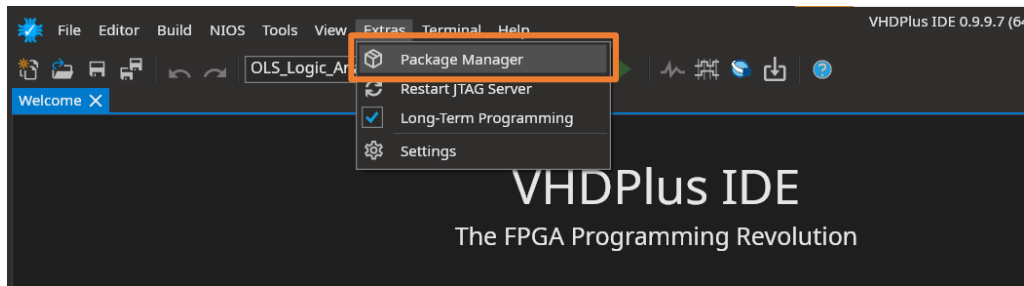 File Editor Build NIOS Tools View Extras Terminal Help
VHDPlus IDE 0.9.9.7 (64
OLS_Logic_Ana
Package Manager
Restart JTAG Server
Welcome
Long-Term Programming
Settings
VHDPlus IDE
The FPGA Programming Revolution